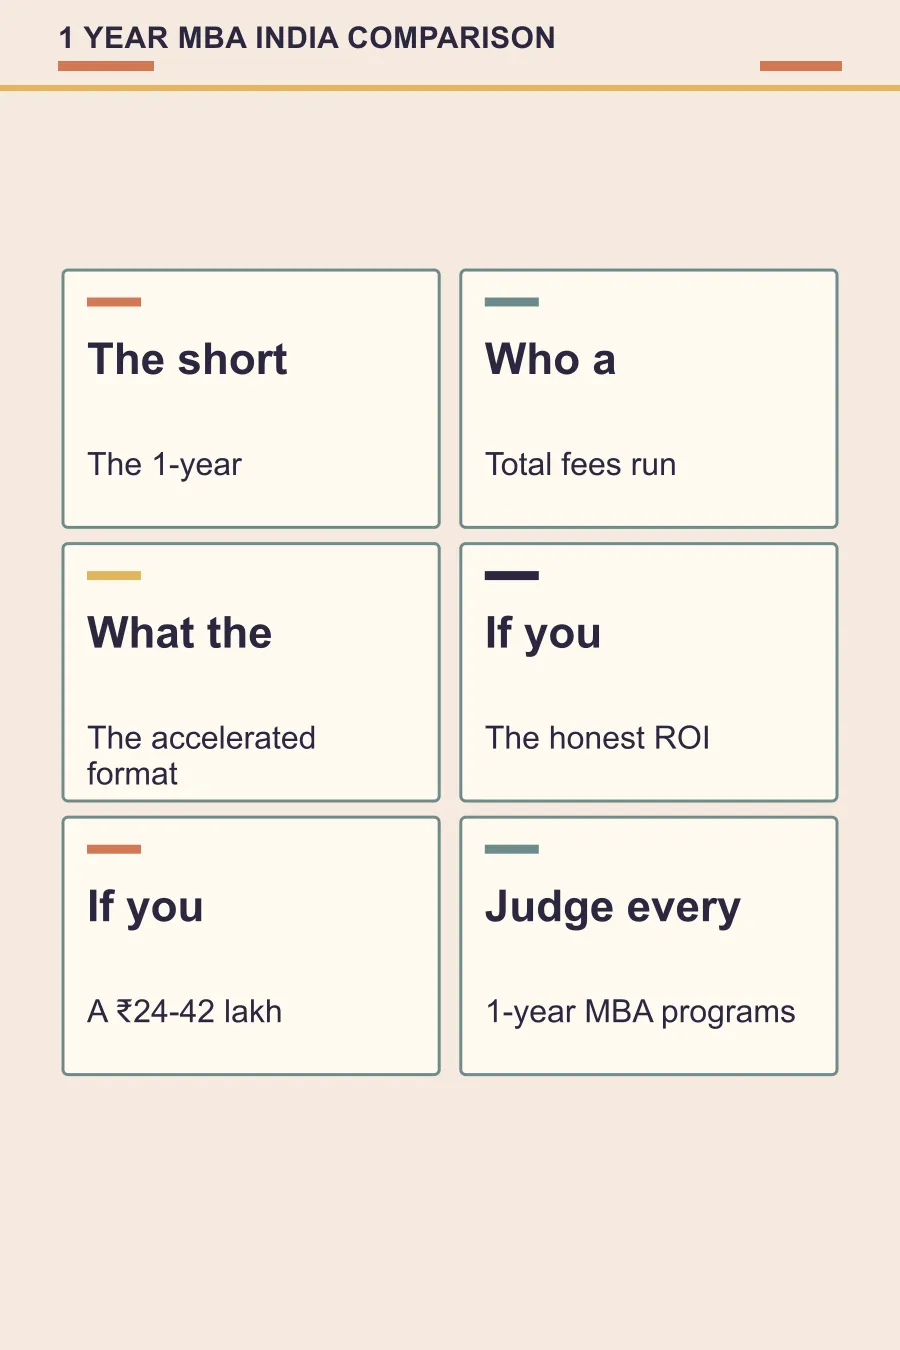 1 YEAR MBA INDIA COMPARISON
The short
The 1-year
Who a
Total fees run
What the
The accelerated
format
If you
The honest ROI
If you
A ₹24-42 lakh
Judge every
1-year MBA programs